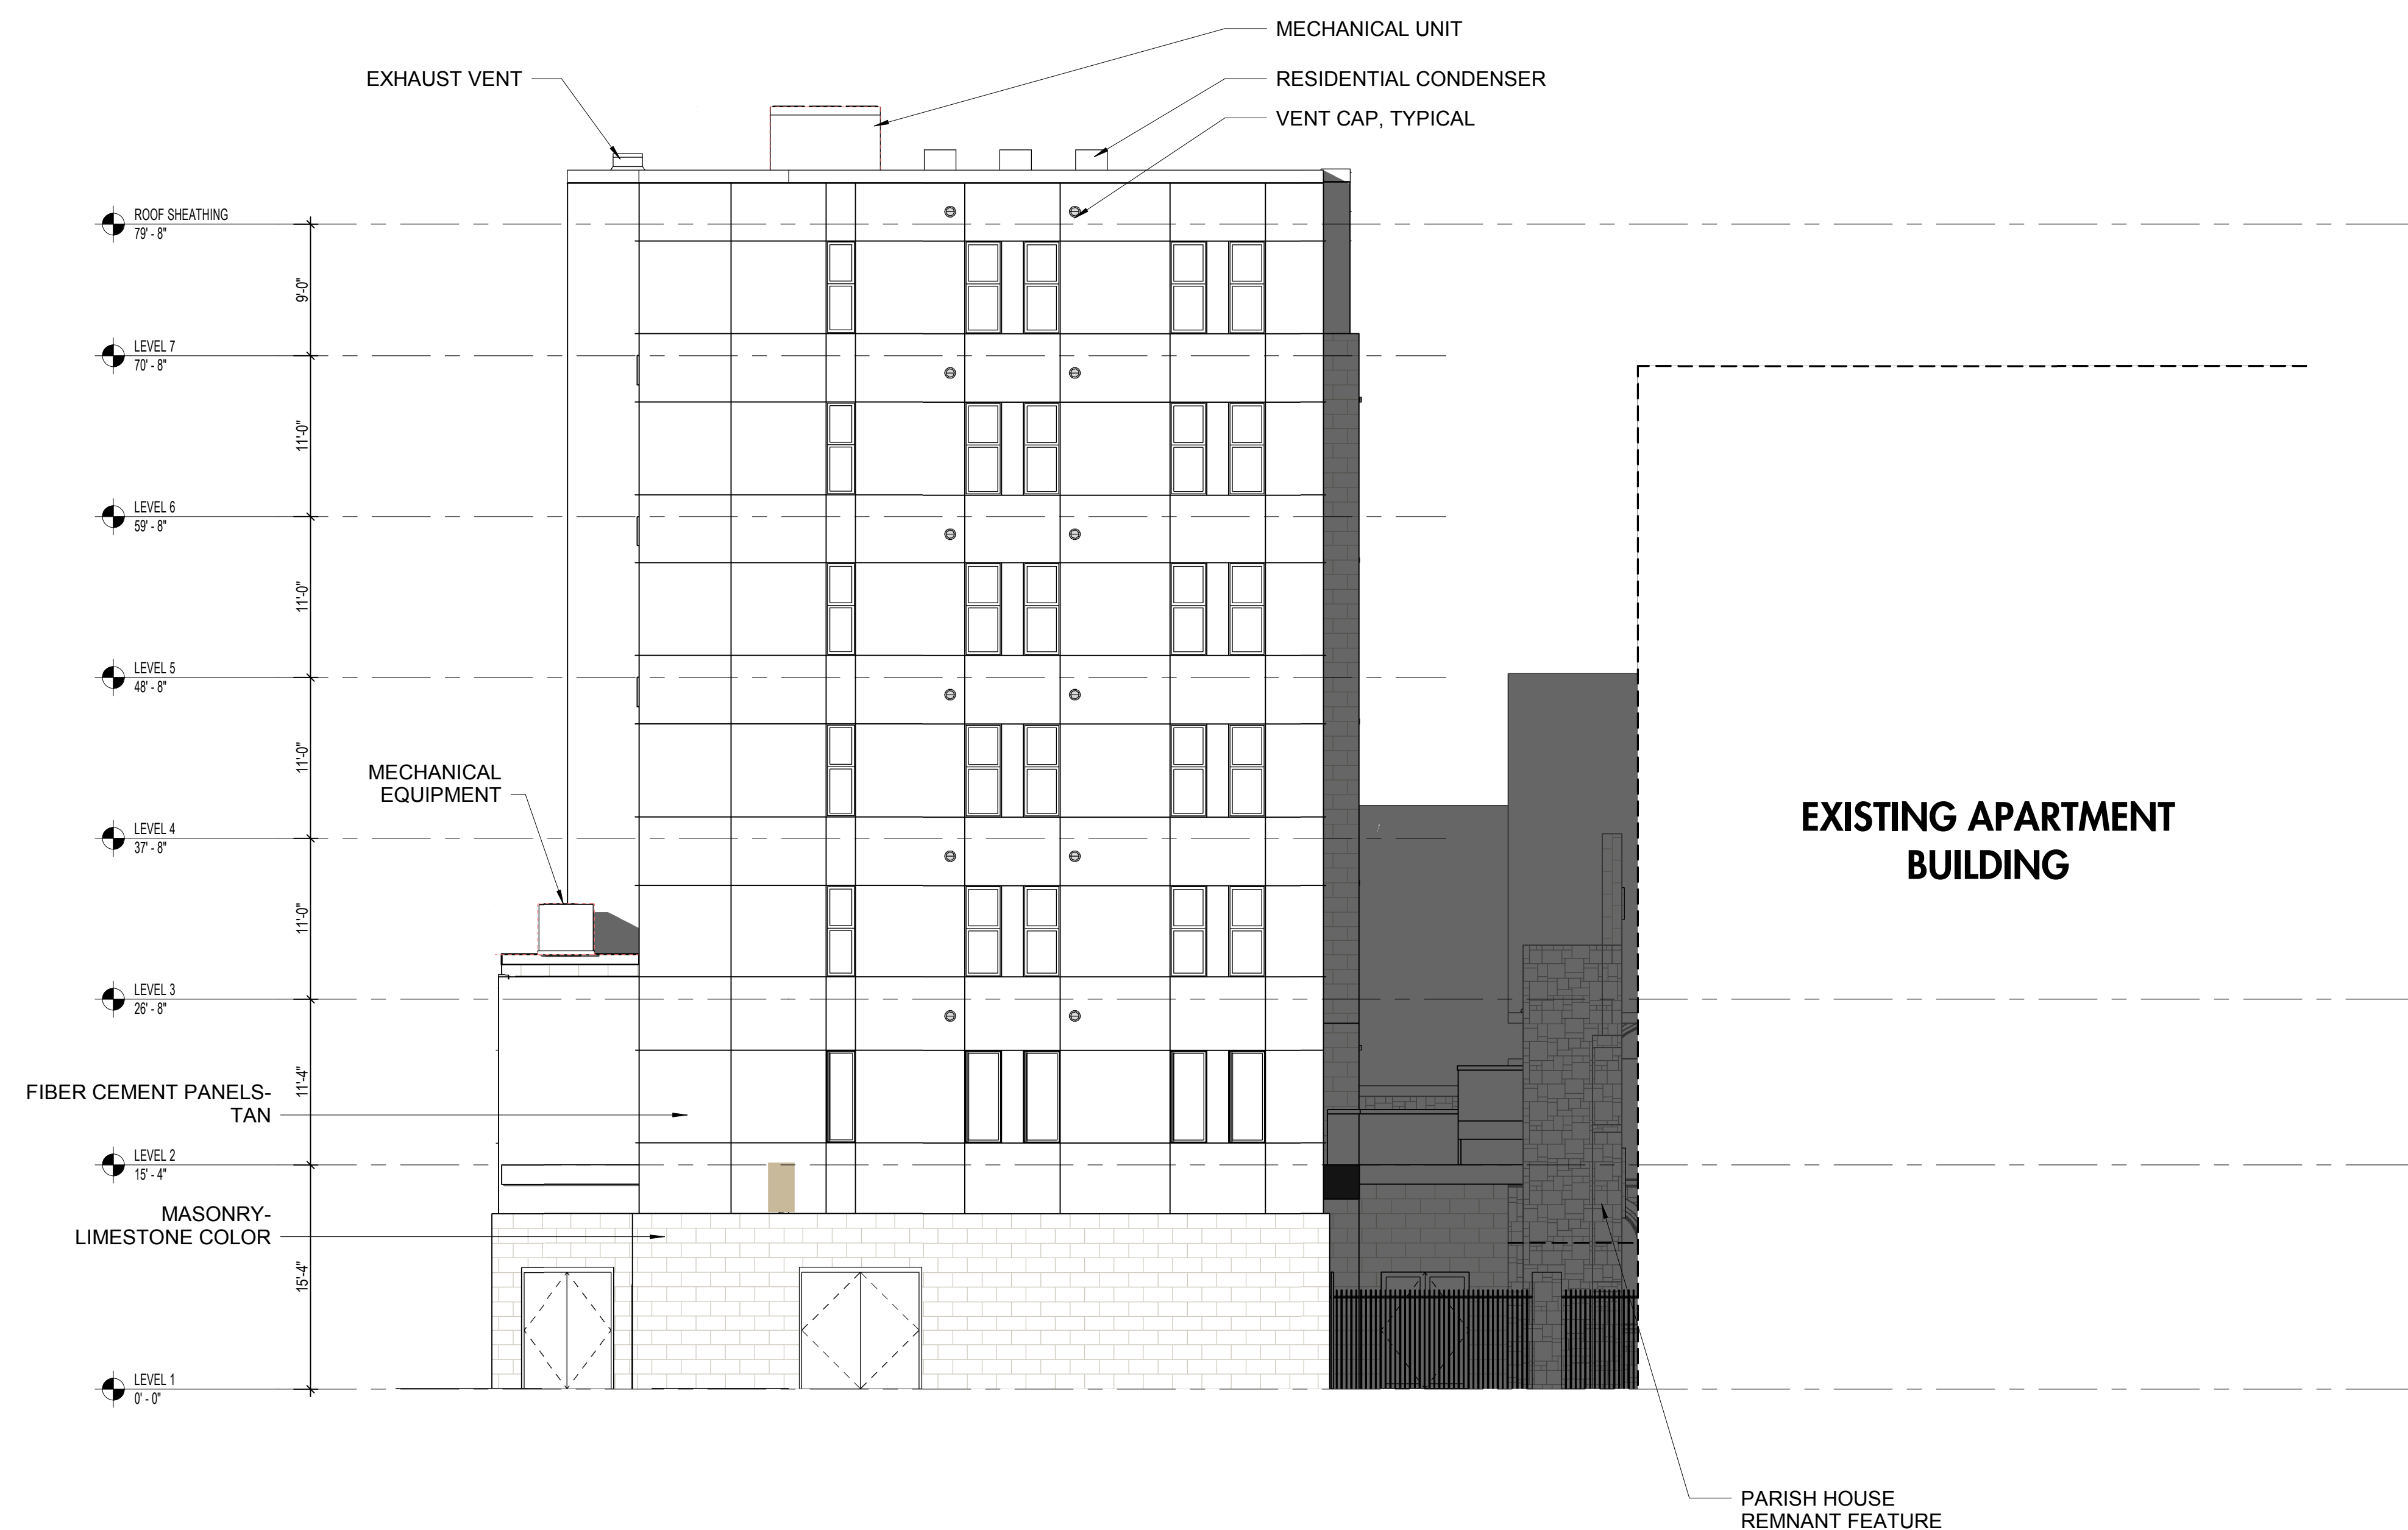 MECHANICAL UNIT
EXHAUST VENT
RESIDENTIAL CONDENSER
VENT CAP, TYPICAL
ROOF SHEATHING
79' - 8"
9'-0"
LEVEL 7
70' - 8"
11'-0"
LEVEL 6
59' - 8"
11'-0"
LEVEL 5
48' - 8"
11'-0"
MECHANICAL
EQUIPMENT
LEVEL 4
37' - 8"
EXISTING APARTMENT
BUILDING
11'-0"
LEVEL 3
26' - 8"
11'-4"
FIBER CEMENT PANELS-
TAN
LEVEL 2
15' - 4"
MASONRY-
LIMESTONE COLOR
15'-4"
LEVEL 1
0' - 0"
PARISH HOUSE
REMNANT FEATURE